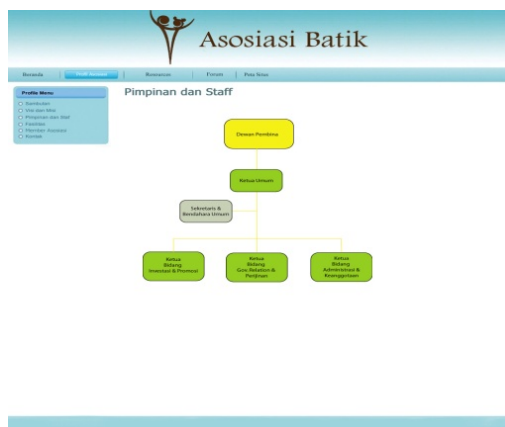 Asosiasi Batik
Beranda
Profil Asosiasi
Forum
Peta Situs
Profile Menu
Sambutan
Visi dan Misi
Pimpinan dan Staff
Fasilitas
Member Asosiasi
Kontak
Pimpinan dan Staff
Dewan Pembina
Ketua Umum
Sekretaris &
Bendahara Umum
Ketua
Bidang
Investasi & Promosi
Ketua
Bidang
Gov. Relation &
Perijinan
Ketua
Bidang
Administrasi &
Keanggotaan